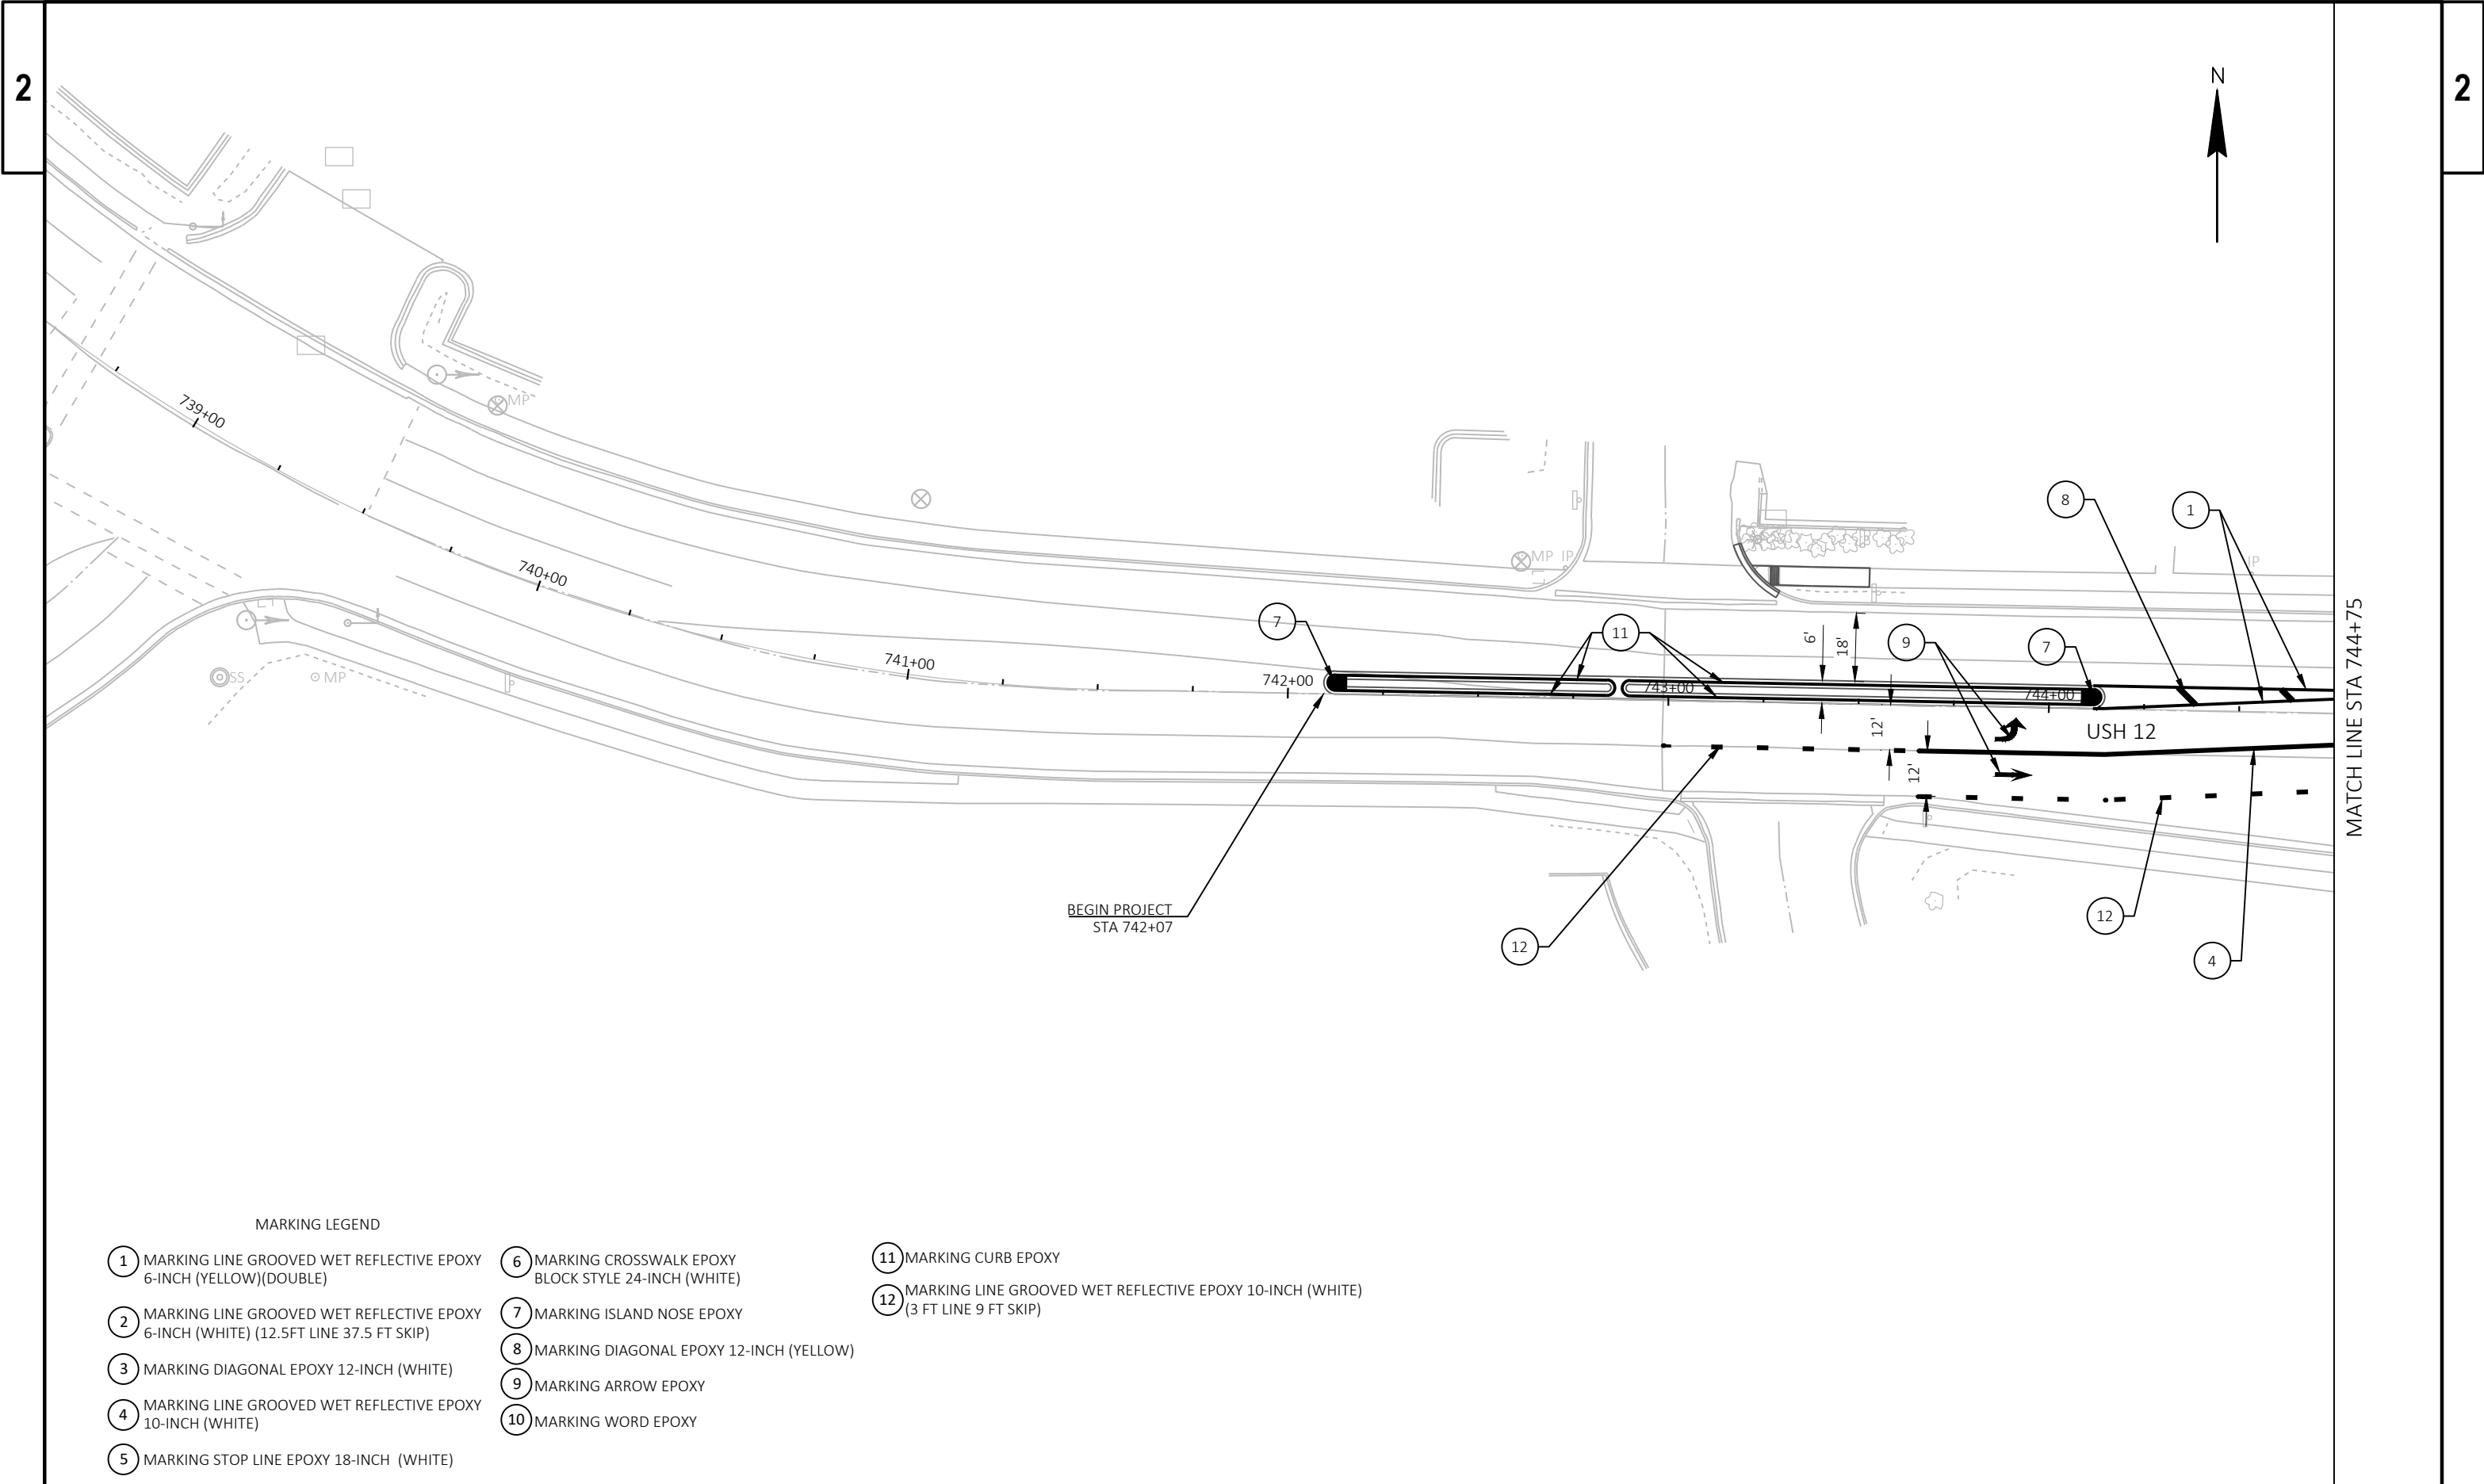 2
2
N
739+00
MP
740+00
741+00
742+00
743+00
744+00
SS
MP
MP
IP
IP
7
11
6'
18'
9
7
8
1
12'
12'
USH 12
MATCH LINE STA 744+75
BEGIN PROJECT
STA 742+07
12
12
4
MARKING LEGEND
1 MARKING LINE GROOVED WET REFLECTIVE EPOXY
6-INCH (YELLOW)(DOUBLE)
2 MARKING LINE GROOVED WET REFLECTIVE EPOXY
6-INCH (WHITE) (12.5FT LINE 37.5 FT SKIP)
3 MARKING DIAGONAL EPOXY 12-INCH (WHITE)
4 MARKING LINE GROOVED WET REFLECTIVE EPOXY
10-INCH (WHITE)
5 MARKING STOP LINE EPOXY 18-INCH (WHITE)
6 MARKING CROSSWALK EPOXY
BLOCK STYLE 24-INCH (WHITE)
7 MARKING ISLAND NOSE EPOXY
8 MARKING DIAGONAL EPOXY 12-INCH (YELLOW)
9 MARKING ARROW EPOXY
10 MARKING WORD EPOXY
11 MARKING CURB EPOXY
12 MARKING LINE GROOVED WET REFLECTIVE EPOXY 10-INCH (WHITE)
(3 FT LINE 9 FT SKIP)